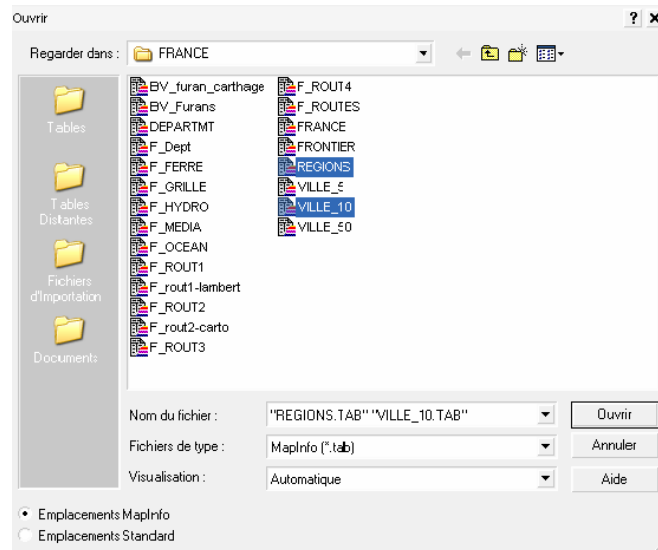 Ouvrir
Regarder dans :
FRANCE
Tables
Tables
Distantes
Fichiers
d'Importation
Documents
BV_furan_carthage
BV_Furans
DEPARTMT
F_Dept
F_FERRE
F_GRILLE
F_HYDRO
F_MEDIA
F_OCEAN
F_ROUT1
F_rout1-lambert
F_ROUT2
F_rout2-carto
F_ROUT3
F_ROUT4
F_ROUTES
FRANCE
FRONTIER
REGIONS
VILLE_5
VILLE_10
VILLE_50
Nom du fichier :
"REGIONS.TAB" "VILLE_10.TAB"
Ouvrir
Fichiers de type :
MapInfo (*.tab)
Annuler
Visualisation :
Automatique
Aide
Emplacements MapInfo
Emplacements Standard